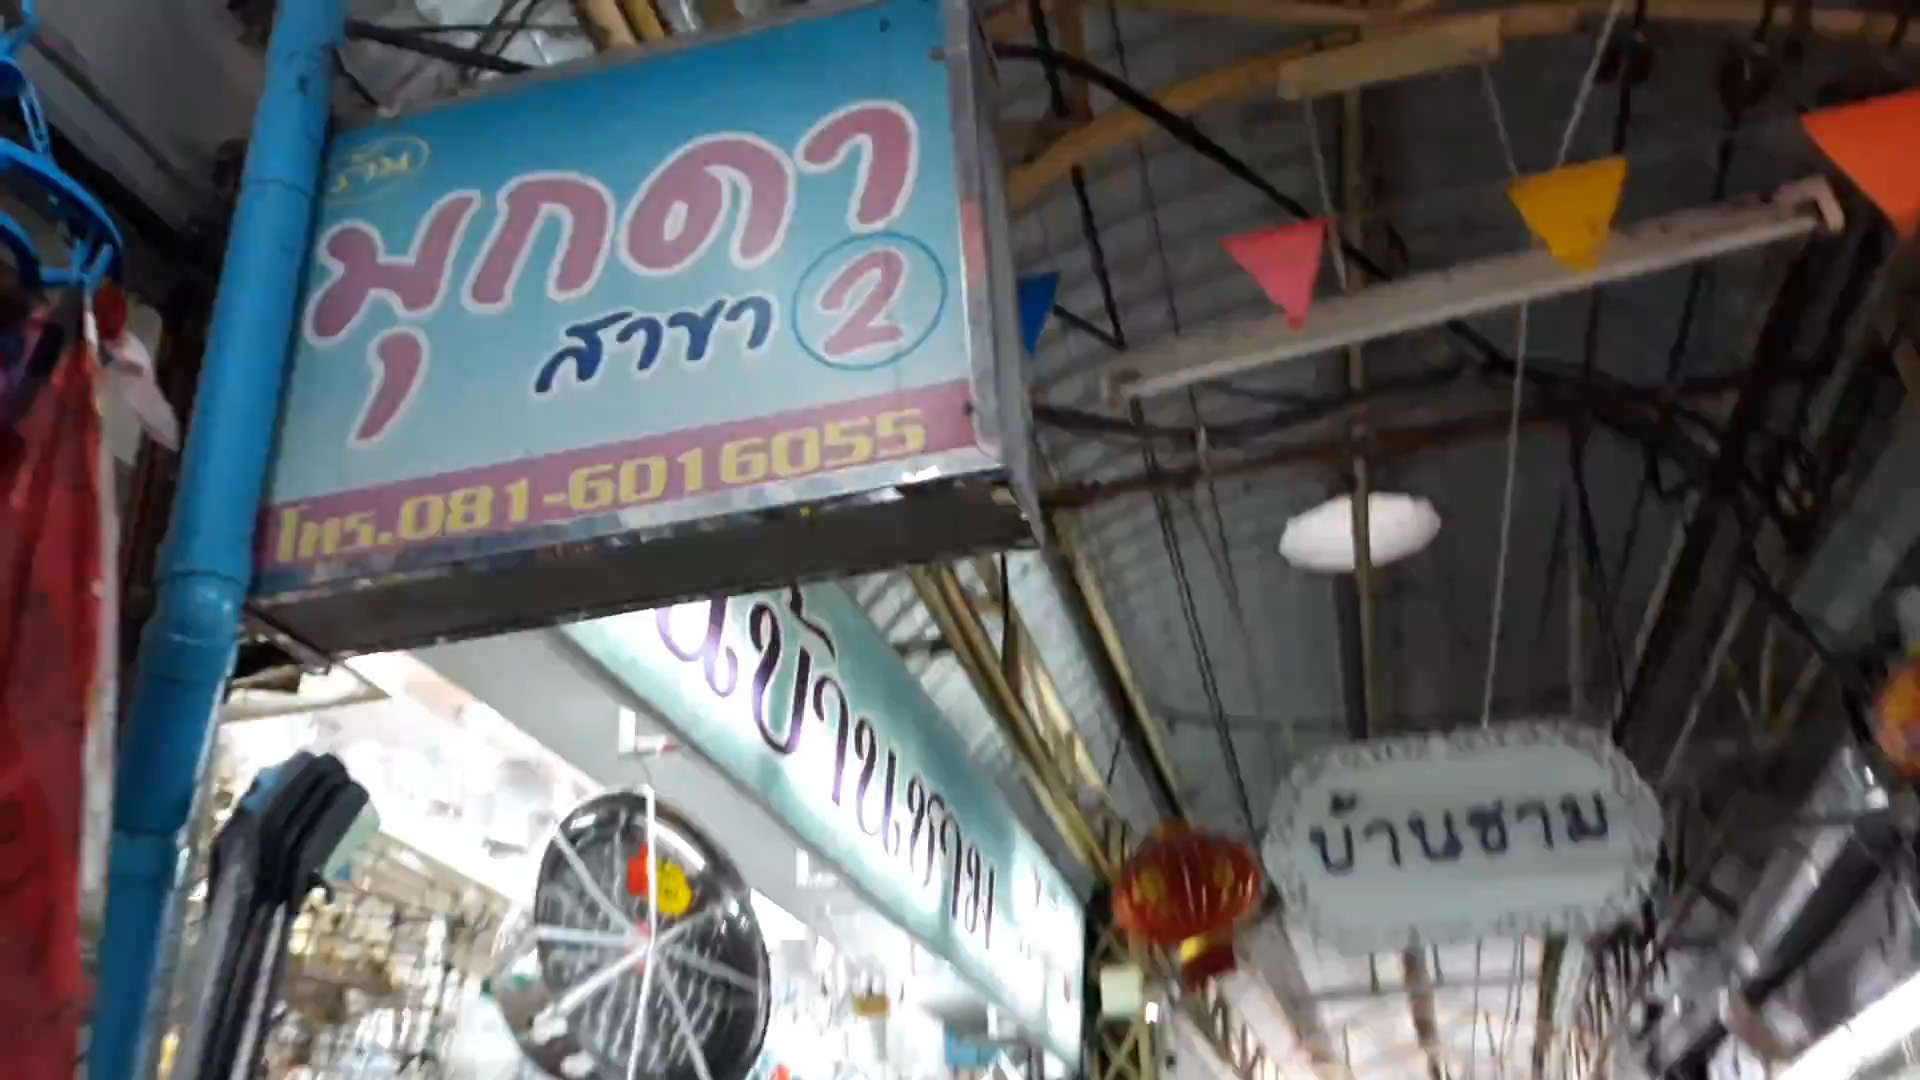 ร้าน
มุกดา
สาขา 2
โทร.081-6016055
บ้านชาม
บ้านชาม